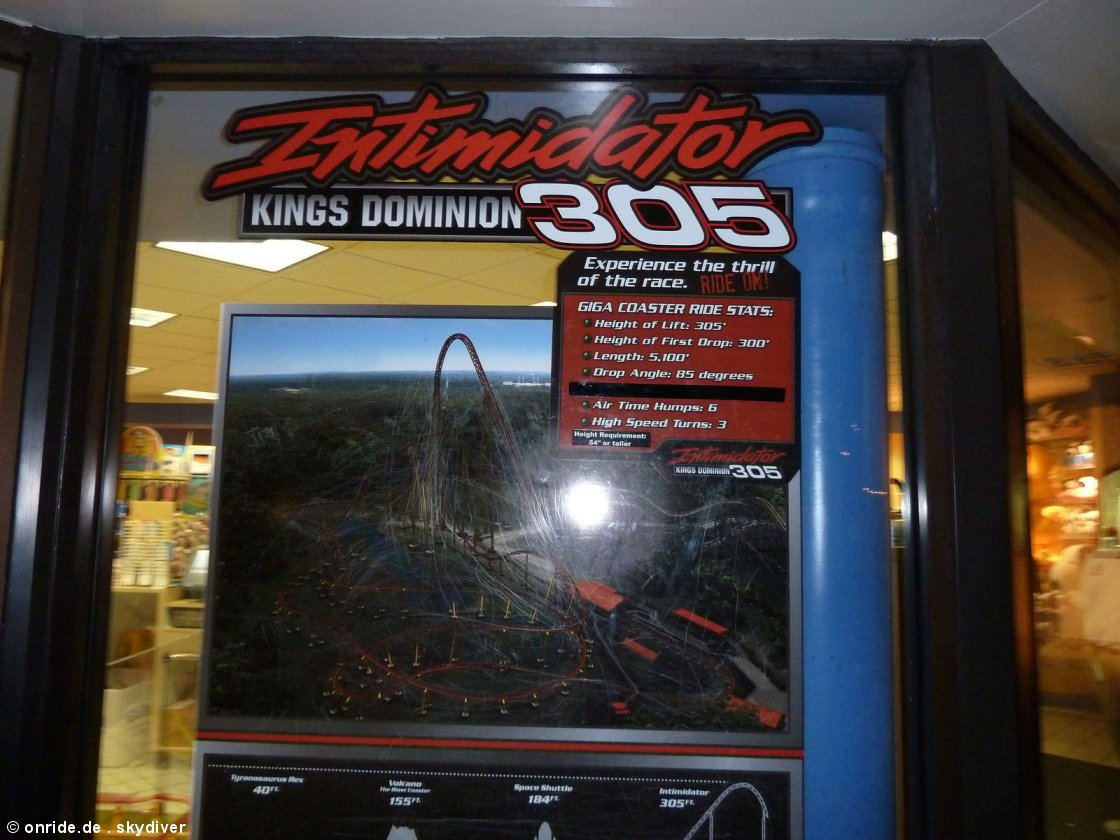 Intimidator
KINGS DOMINION 305
Experience the thrill
of the race. RIDE ON!
GIGA COASTER RIDE STATS:
Height of Lift: 305'
Height of First Drop: 300'
Length: 5,100'
Drop Angle: 85 degrees
Air Time Humps: 6
High Speed Turns: 3
Height Requirement:
54" or taller
Intimidator
KINGS DOMINION 305
Tyranasaurus Rex
40FT.
Volcano
The Blast Coaster
155FT.
Space Shuttle
184FT.
Intimidator
305FT.
© onride.de . skydiver